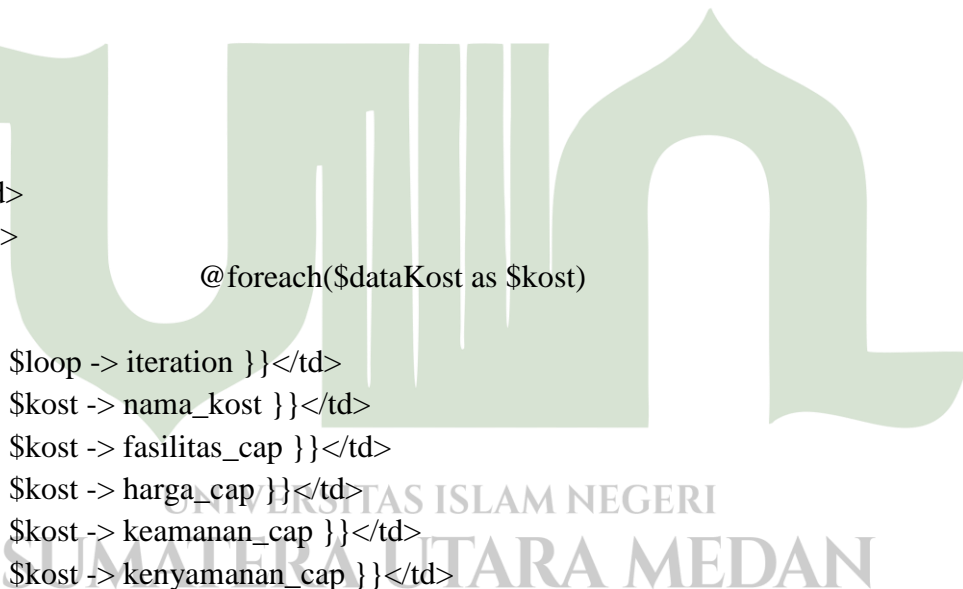 d>
>
@foreach($dataKost as $kost)
$loop -> iteration }}</td>
$kost -> nama_kost }}</td>
$kost -> fasilitas_cap }}</td>
$kost -> harga_cap }}</td>
UNIVERSITAS ISLAM NEGERI
$kost -> keamanan_cap }}</td>
SUMATERA UTARA MEDAN
$kost -> kenyamanan_cap }}</td>